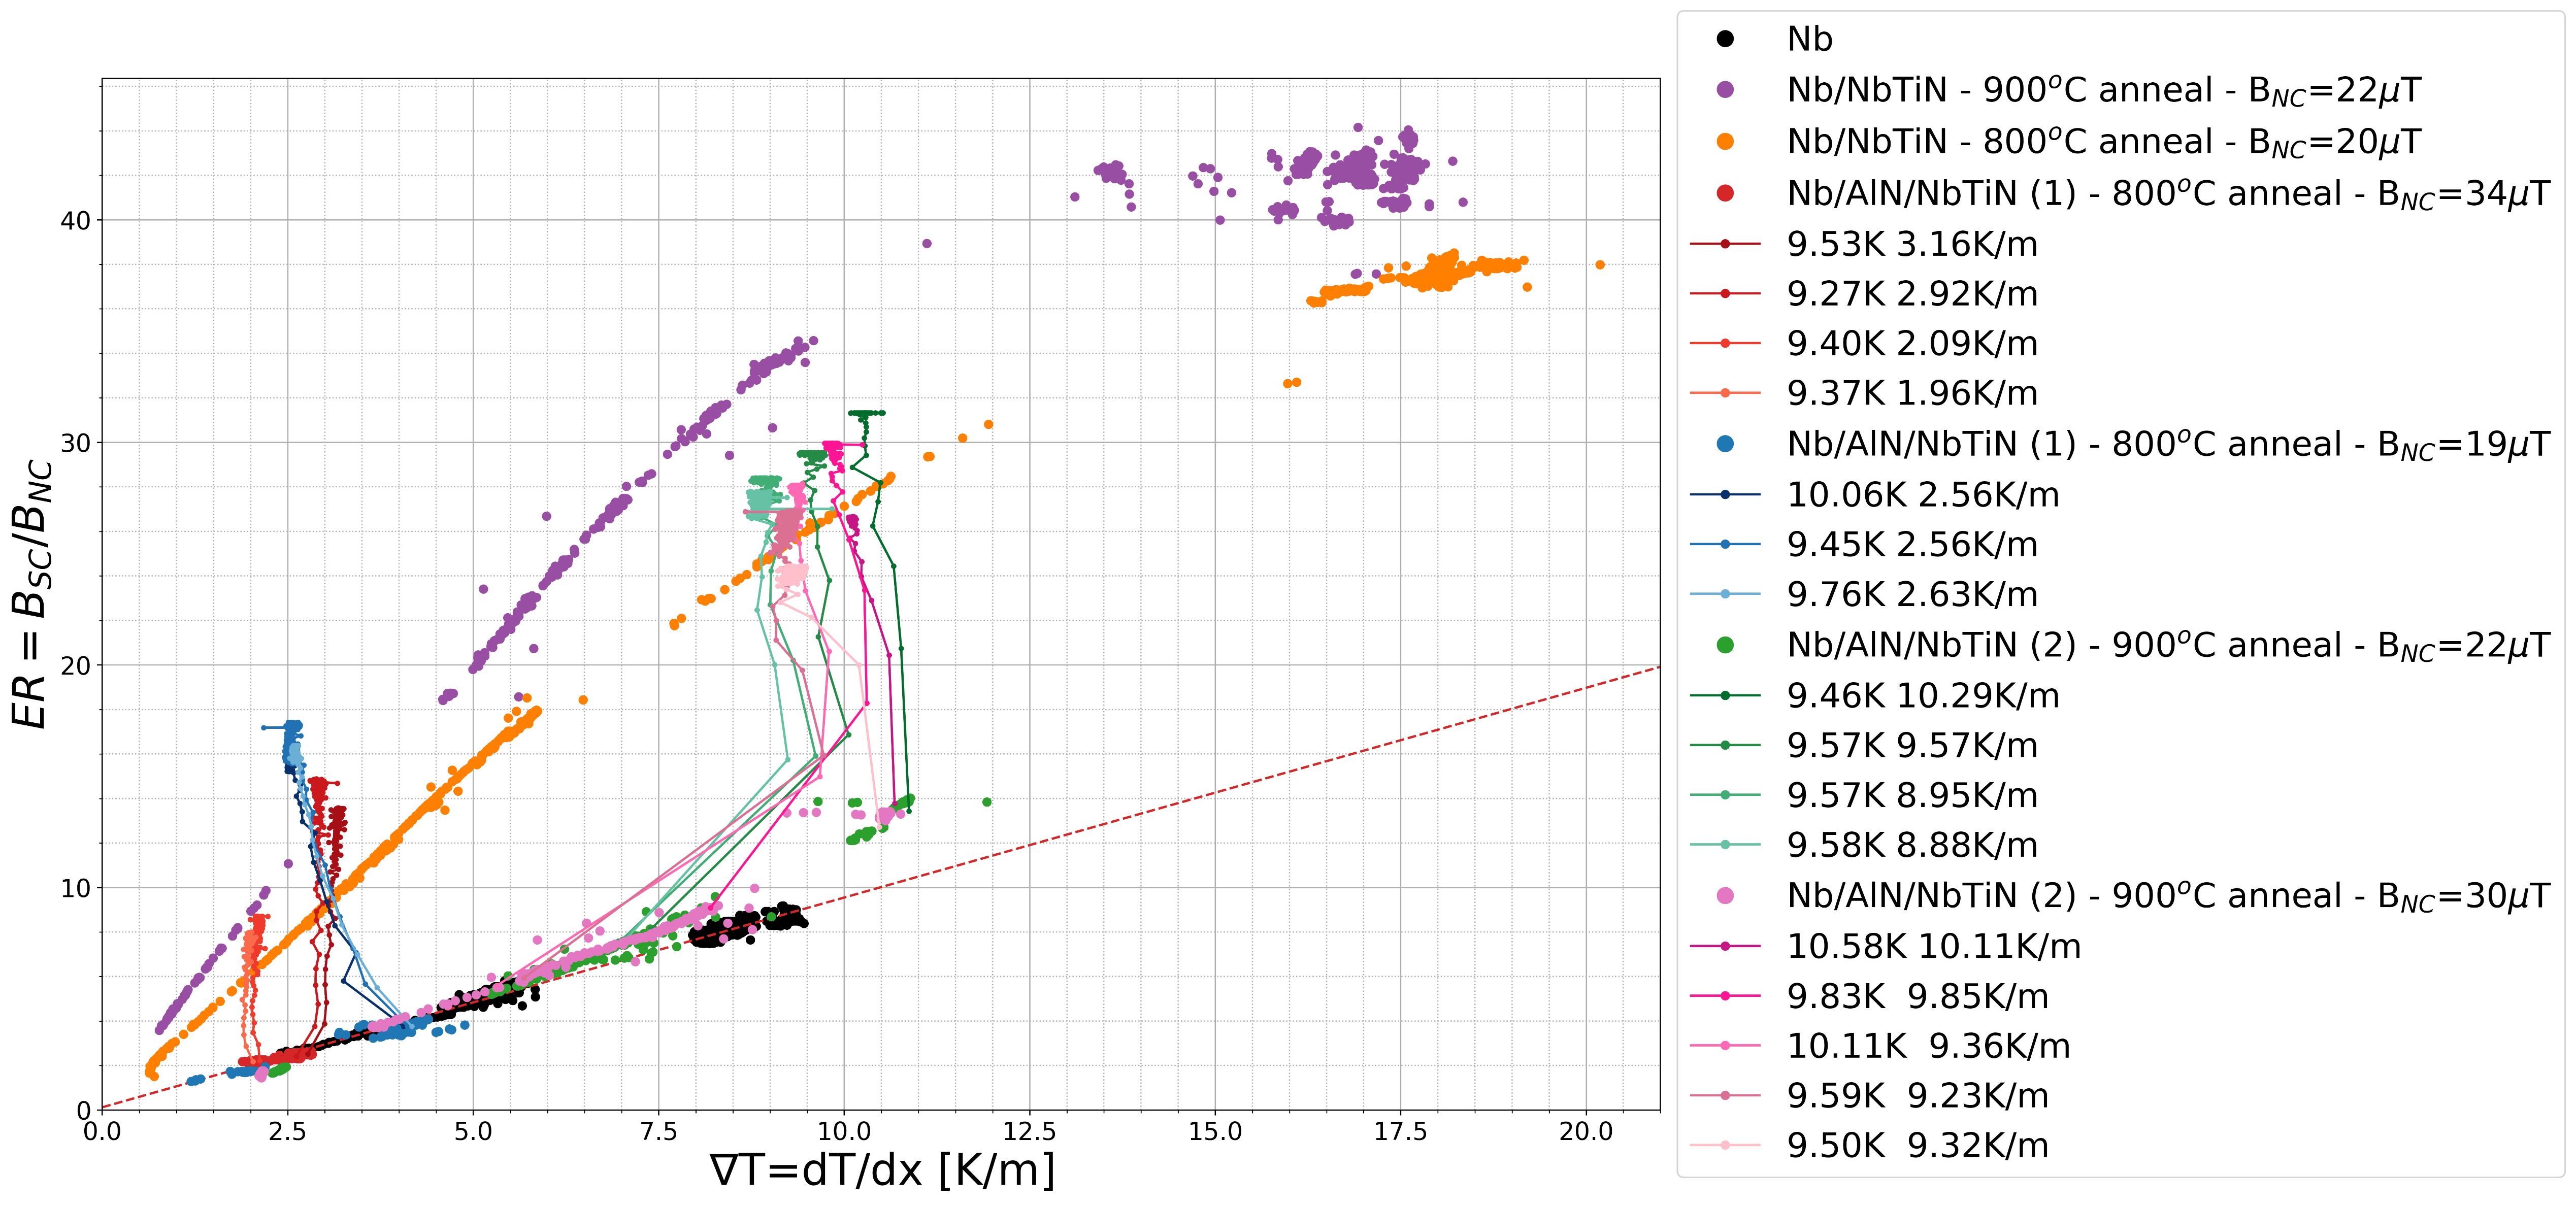 ER = B_SC/B_NC
40
30
20
10
0
0.0 2.5 5.0 7.5 10.0 12.5 15.0 17.5 20.0
∇T=dT/dx [K/m]
Nb
Nb/NbTiN - 900°C anneal - B_NC=22μT
Nb/NbTiN - 800°C anneal - B_NC=20μT
Nb/AlN/NbTiN (1) - 800°C anneal - B_NC=34μT
9.53K 3.16K/m
9.27K 2.92K/m
9.40K 2.09K/m
9.37K 1.96K/m
Nb/AlN/NbTiN (1) - 800°C anneal - B_NC=19μT
10.06K 2.56K/m
9.45K 2.56K/m
9.76K 2.63K/m
Nb/AlN/NbTiN (2) - 900°C anneal - B_NC=22μT
9.46K 10.29K/m
9.57K 9.57K/m
9.57K 8.95K/m
9.58K 8.88K/m
Nb/AlN/NbTiN (2) - 900°C anneal - B_NC=30μT
10.58K 10.11K/m
9.83K  9.85K/m
10.11K  9.36K/m
9.59K  9.23K/m
9.50K  9.32K/m